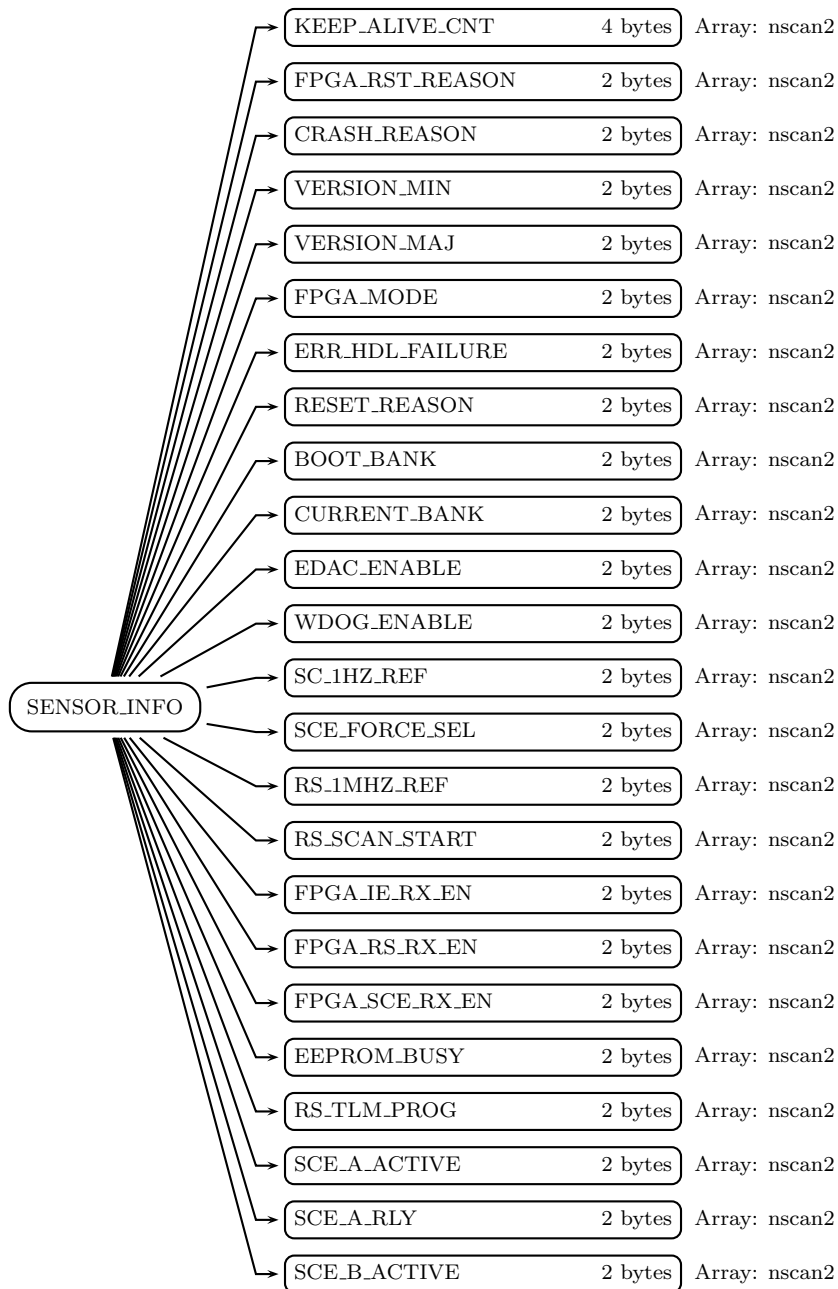 KEEP_ALIVE_CNT 4 bytes Array: nscan2
FPGA_RST_REASON 2 bytes Array: nscan2
CRASH_REASON 2 bytes Array: nscan2
VERSION_MIN 2 bytes Array: nscan2
VERSION_MAJ 2 bytes Array: nscan2
FPGA_MODE 2 bytes Array: nscan2
ERR_HDL_FAILURE 2 bytes Array: nscan2
RESET_REASON 2 bytes Array: nscan2
BOOT_BANK 2 bytes Array: nscan2
CURRENT_BANK 2 bytes Array: nscan2
EDAC_ENABLE 2 bytes Array: nscan2
WDOG_ENABLE 2 bytes Array: nscan2
SC_1HZ_REF 2 bytes Array: nscan2
SENSOR_INFO
SCE_FORCE_SEL 2 bytes Array: nscan2
RS_1MHZ_REF 2 bytes Array: nscan2
RS_SCAN_START 2 bytes Array: nscan2
FPGA_IE_RX_EN 2 bytes Array: nscan2
FPGA_RS_RX_EN 2 bytes Array: nscan2
FPGA_SCE_RX_EN 2 bytes Array: nscan2
EEPROM_BUSY 2 bytes Array: nscan2
RS_TLM_PROG 2 bytes Array: nscan2
SCE_A_ACTIVE 2 bytes Array: nscan2
SCE_A_RLY 2 bytes Array: nscan2
SCE_B_ACTIVE 2 bytes Array: nscan2